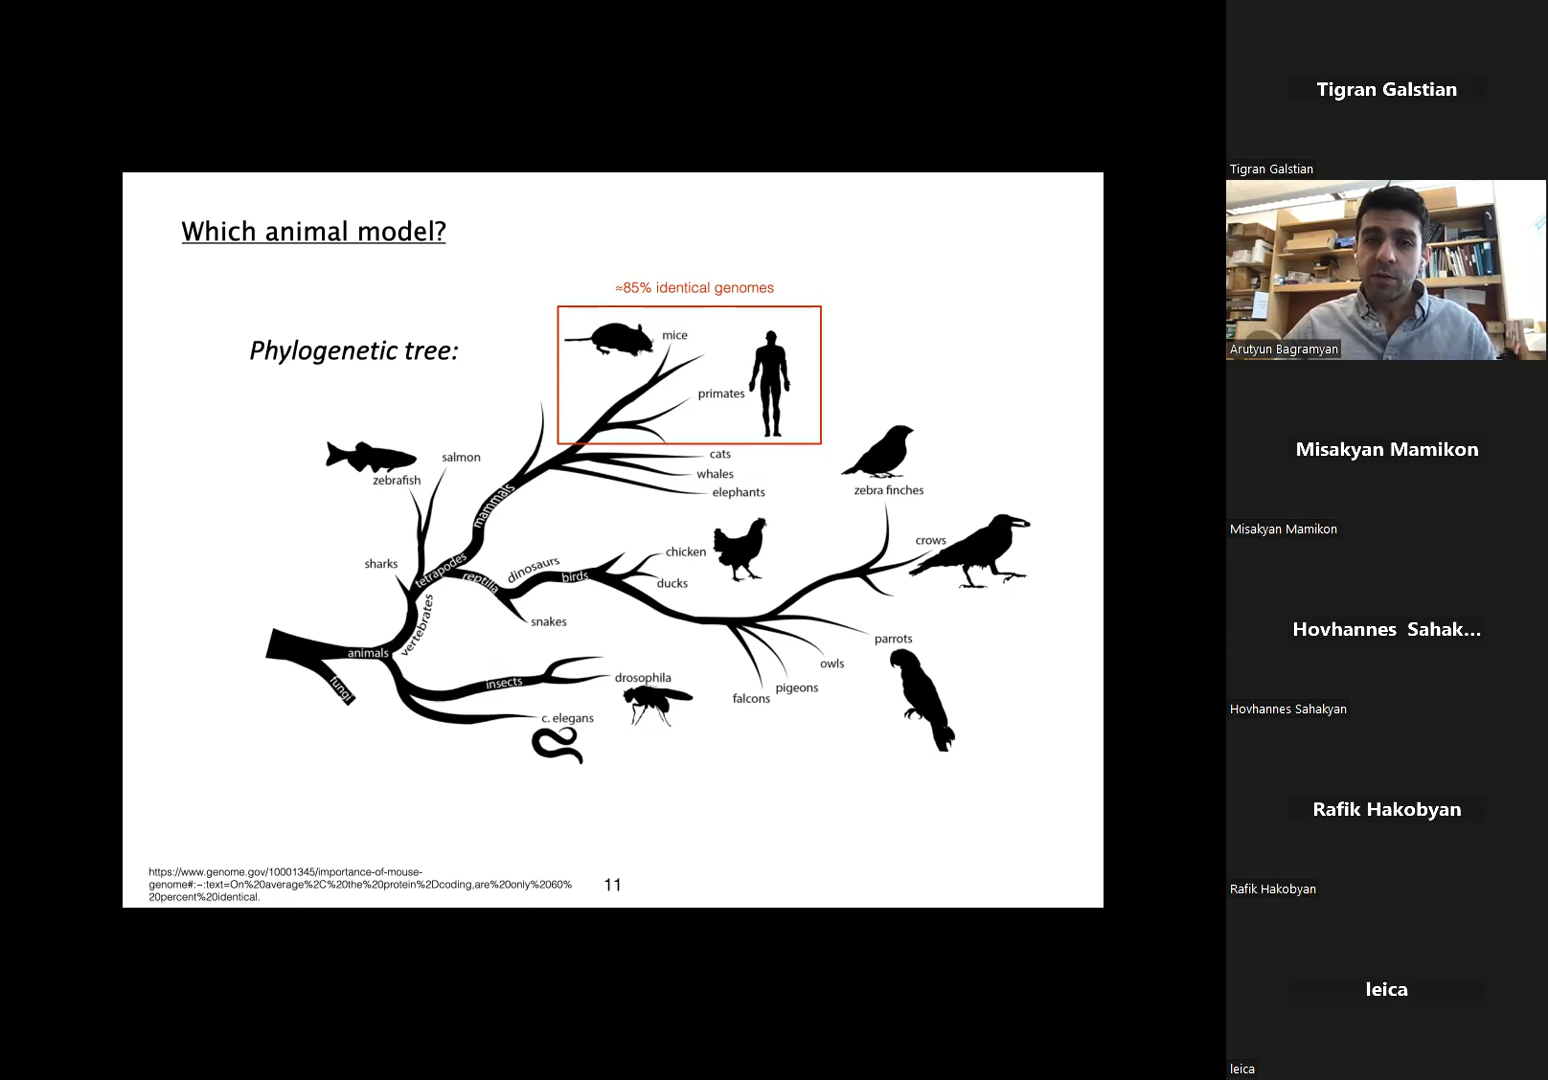 Which animal model?
≈85% identical genomes
Phylogenetic tree:
mice
primates
cats
whales
elephants
salmon
zebrafish
mammals
zebra finches
sharks
tetrapodes
reptilia
dinosaurs
birds
chicken
ducks
crows
vertebrates
snakes
parrots
animals
owls
fungi
insects
drosophila
pigeons
falcons
c. elegans
https://www.genome.gov/10001345/importance-of-mouse-
genome#:~:text=On%20average%2C%20the%20protein%2Dcoding,are%20only%2060%
20percent%20identical.
11
Tigran Galstian
Tigran Galstian
Arutyun Bagramyan
Misakyan Mamikon
Misakyan Mamikon
Hovhannes Sahak...
Hovhannes Sahakyan
Rafik Hakobyan
Rafik Hakobyan
leica
leica